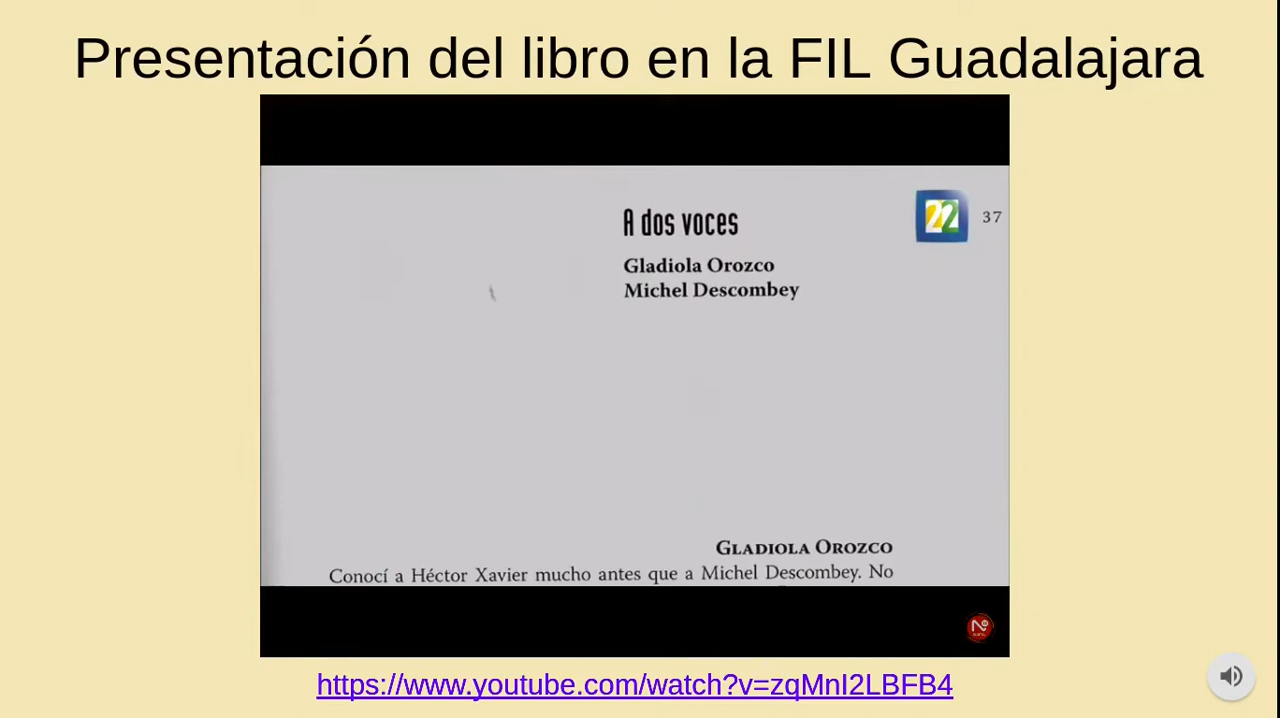 Presentación del libro en la FIL Guadalajara
22
37
A dos voces
Gladiola Orozco
Michel Descombey
GLADIOLA OROZCO
Conocí a Héctor Xavier mucho antes que a Michel Descombey. No
https://www.youtube.com/watch?v=zqMnI2LBFB4